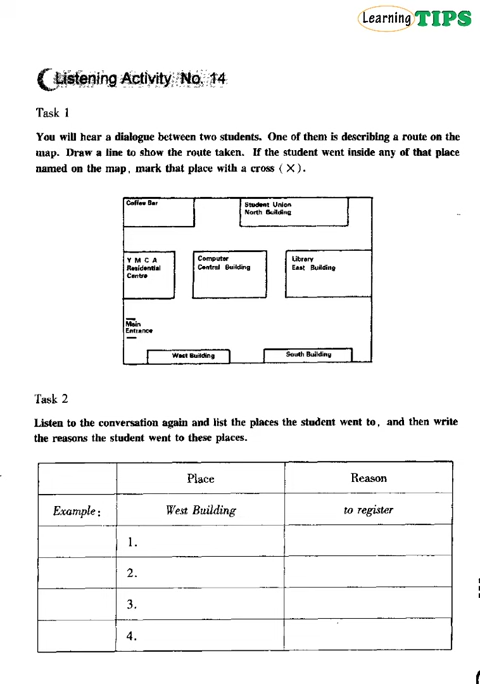 Learning TIPS
Listening Activity No. 14
Task 1
You will hear a dialogue between two students. One of them is describing a route on the
map. Draw a line to show the route taken. If the student went inside any of that place
named on the map, mark that place with a cross (×).
Coffee Bar
Student Union
North Building
Y M C A
Residential
Centre
Computer
Central Building
Library
East Building
Main
Entrance
West Building
South Building
Task 2
Listen to the conversation again and list the places the student went to, and then write
the reasons the student went to these places.
Place Reason
Example: West Building to register
1.
2.
3.
4.